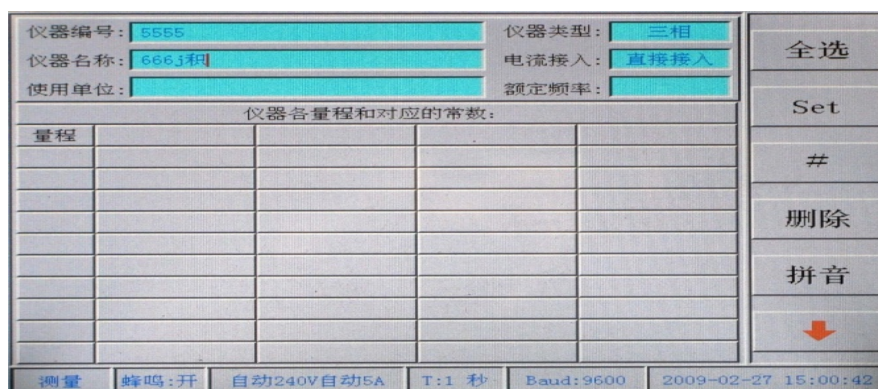 仪器编号: 5555 仪器类型: 三相
仪器名称: 666j积 电流接入: 直接接入
使用单位: 额定频率:
仪器各量程和对应的常数:
量程
全选
Set
#
删除
拼音
测量 蜂鸣:开 自动240V自动5A T:1 秒 Baud:9600 2009-02-27 15:00:42